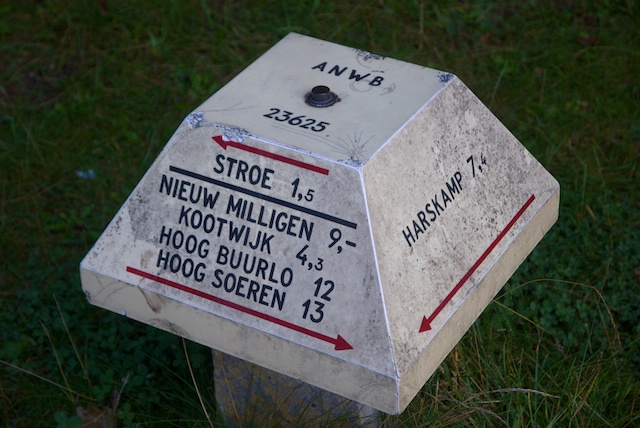 ANWB
23625.
STROE 1,5
NIEUW MILLIGEN 9,-
KOOTWIJK 4,3
HOOG BUURLO 12
HOOG SOEREN 13
HARSKAMP 7,4